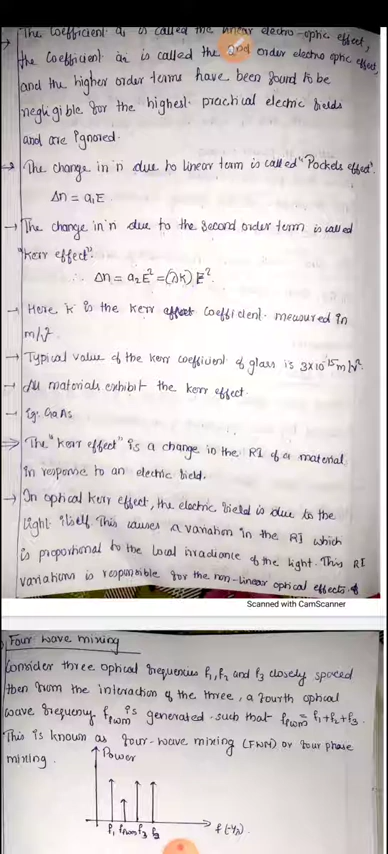 → The coefficient a₁ is called the linear electro-optic effect,
the coefficient a₂ is called the 2nd order electro optic effect,
and the higher order terms have been found to be
negligible for the highest practical electric fields
and are ignored.
→ The change in n due to linear term is called "Pockels effect".
Δn = a₁E
→ The change in n due to the second order term is called
"Kerr effect".
∴ Δn = a₂E² = (λK) E²
→ Here K is the kerr coefficient measured in
m/v²
→ Typical value of the kerr coefficient of glass is 3×10⁻¹⁵ m/v².
→ All materials exhibit the kerr effect.
→ Eg: GaAs
⇒ The "kerr effect" is a change in the RI of a material
in response to an electric field.
→ In optical kerr effect, the electric field is due to the
light itself. This causes a variation in the RI which
is proportional to the local irradiance of the light. This RI
variations is responsible for the non-linear optical effects of
Scanned with CamScanner
Four wave mixing
Consider three optical frequencies f₁, f₂ and f₃ closely spaced
then from the interaction of the three, a fourth optical
wave frequency fFWM is generated such that fFWM = f₁ + f₂ + f₃.
This is known as four-wave mixing (FWM) or four phase
mixing.
Power
f₁ fFWM f₃ f₂